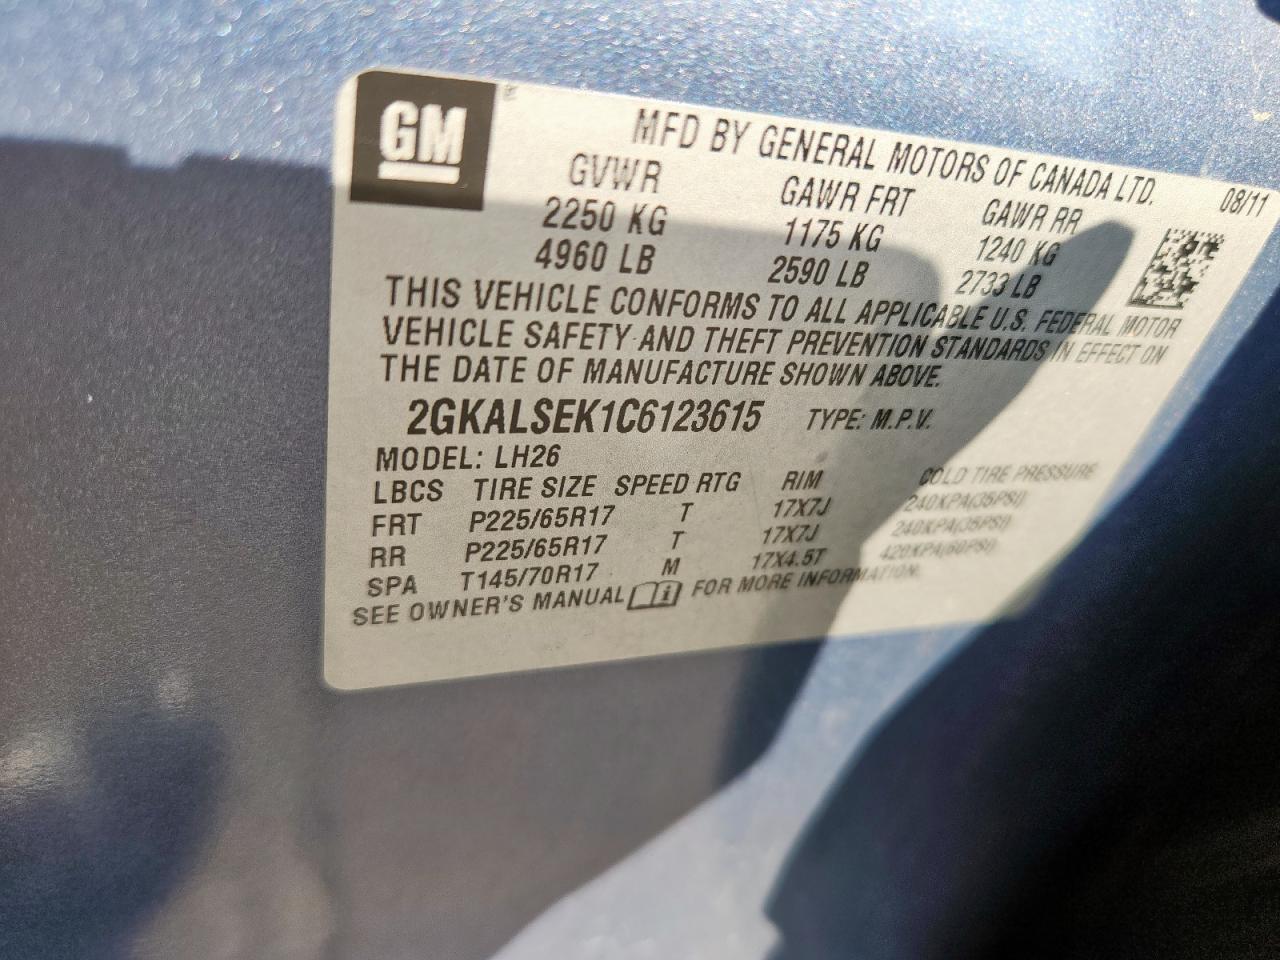 GM
MFD BY GENERAL MOTORS OF CANADA LTD.
08/11
GVWR GAWR FRT GAWR RR
2250 KG 1175 KG 1240 KG
4960 LB 2590 LB 2733 LB
THIS VEHICLE CONFORMS TO ALL APPLICABLE U.S. FEDERAL MOTOR
VEHICLE SAFETY AND THEFT PREVENTION STANDARDS IN EFFECT ON
THE DATE OF MANUFACTURE SHOWN ABOVE.
2GKALSEK1C6123615 TYPE: M.P.V.
MODEL: LH26
LBCS TIRE SIZE SPEED RTG RIM COLD TIRE PRESSURE
FRT P225/65R17 T 17X7J 240KPA(35PSI)
RR P225/65R17 T 17X7J 240KPA(35PSI)
SPA T145/70R17 M 17X4.5T 420KPA(60PSI)
SEE OWNER'S MANUAL FOR MORE INFORMATION.